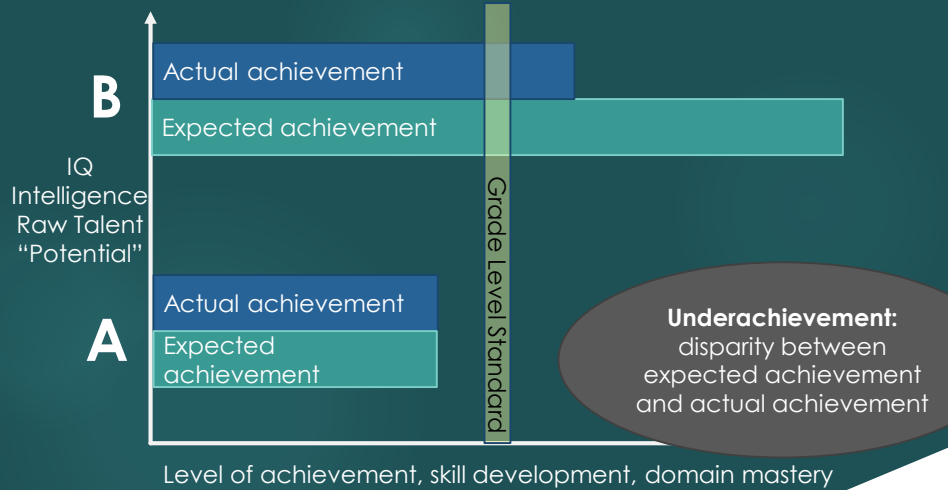 B
Actual achievement
Expected achievement
IQ
Intelligence
Raw Talent
“Potential”
Grade Level Standard
A
Actual achievement
Expected
achievement
Underachievement:
disparity between
expected achievement
and actual achievement
Level of achievement, skill development, domain mastery